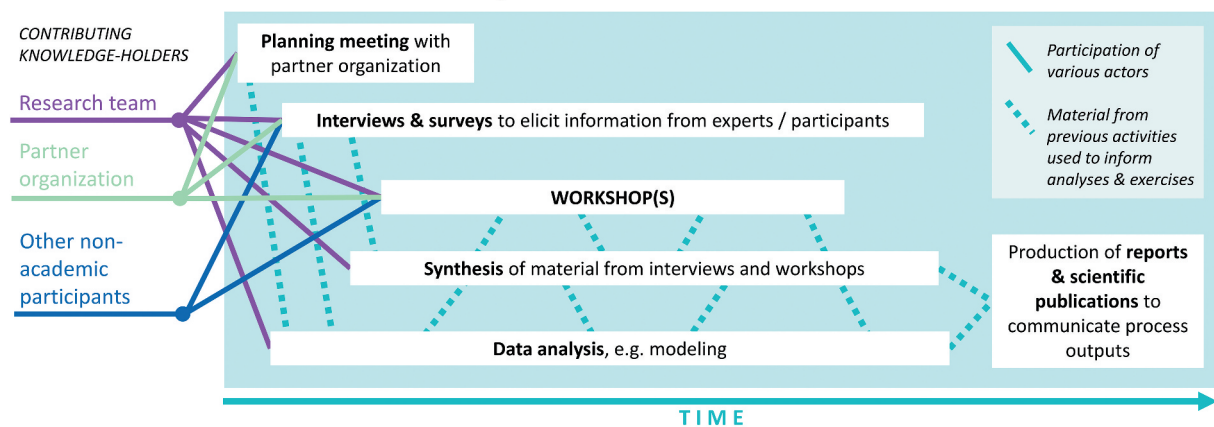 CONTRIBUTING
KNOWLEDGE-HOLDERS
Research team
Partner
organization
Other non-
academic
participants
Planning meeting with
partner organization
Interviews & surveys to elicit information from experts / participants
WORKSHOP(S)
Synthesis of material from interviews and workshops
Data analysis, e.g. modeling
Participation of
various actors
Material from
previous activities
used to inform
analyses & exercises
Production of reports
& scientific
publications to
communicate process
outputs
TIME